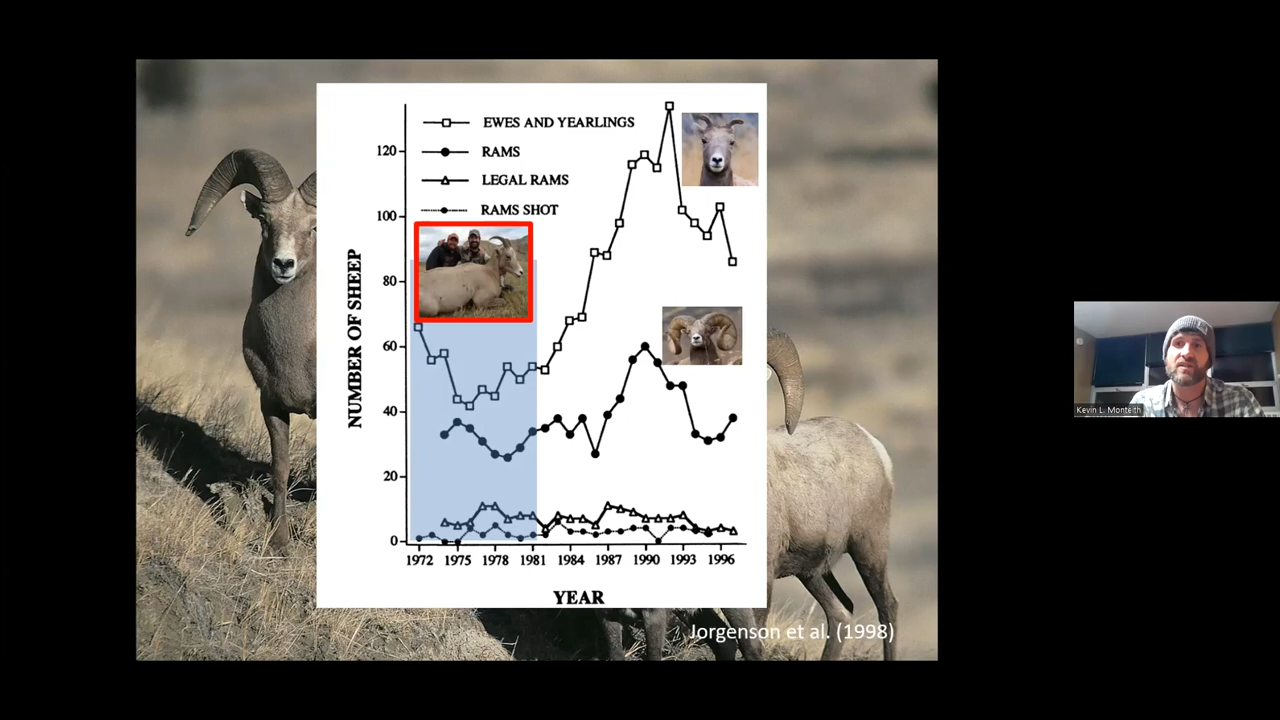 EWES AND YEARLINGS
RAMS
LEGAL RAMS
RAMS SHOT
NUMBER OF SHEEP
120
100
80
60
40
20
0
1972 1975 1978 1981 1984 1987 1990 1993 1996
YEAR
Jorgenson et al. (1998)
Kevin L. Monteith